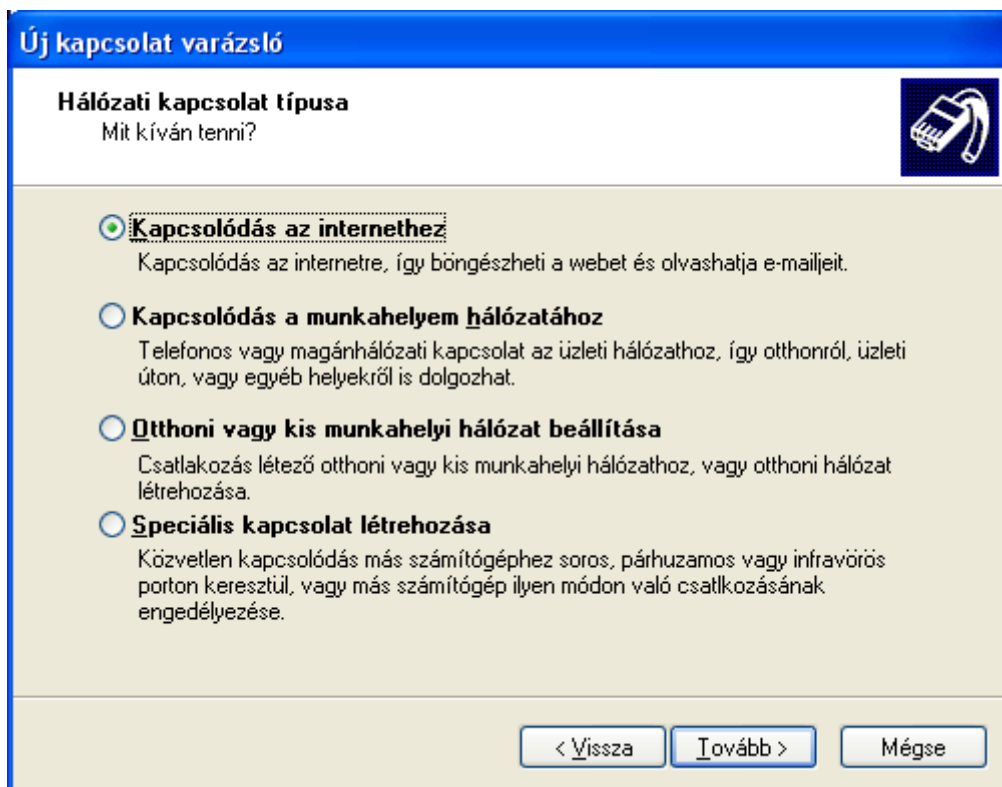 Új kapcsolat varázsló
Hálózati kapcsolat típusa
Mit kíván tenni?
Kapcsolódás az internethez
Kapcsolódás az internetre, így böngészheti a webet és olvashatja e-mailjeit.
Kapcsolódás a munkahelyem hálózatához
Telefonos vagy magánhálózati kapcsolat az üzleti hálózathoz, így otthonról, üzleti
úton, vagy egyéb helyekről is dolgozhat.
Otthoni vagy kis munkahelyi hálózat beállítása
Csatlakozás létező otthoni vagy kis munkahelyi hálózathoz, vagy otthoni hálózat
létrehozása.
Speciális kapcsolat létrehozása
Közvetlen kapcsolódás más számítógéphez soros, párhuzamos vagy infravörös
porton keresztül, vagy más számítógép ilyen módon való csatlkozásának
engedélyezése.
< Vissza
Tovább >
Mégse